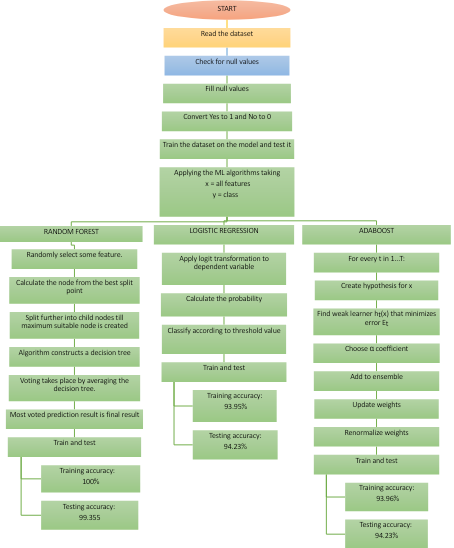 START
Read the dataset
Check for null values
Fill null values
Convert Yes to 1 and No to 0
Train the dataset on the model and test it
Applying the ML algorithms taking
x = all features
y = class
RANDOM FOREST
Randomly select some feature.
Calculate the node from the best split
point
Split further into child nodes till
maximum suitable node is created
Algorithm constructs a decision tree
Voting takes place by averaging the
decision tree.
Most voted prediction result is final result
Train and test
Training accuracy:
100%
Testing accuracy:
99.355
LOGISTIC REGRESSION
Apply logit transformation to
dependent variable
Calculate the probability
Classify according to threshold value
Train and test
Training accuracy:
93.95%
Testing accuracy:
94.23%
ADABOOST
For every t in 1...T:
Create hypothesis for x
Find weak learner hₜ(x) that minimizes
error Eₜ
Choose α coefficient
Add to ensemble
Update weights
Renormalize weights
Train and test
Training accuracy:
93.96%
Testing accuracy:
94.23%